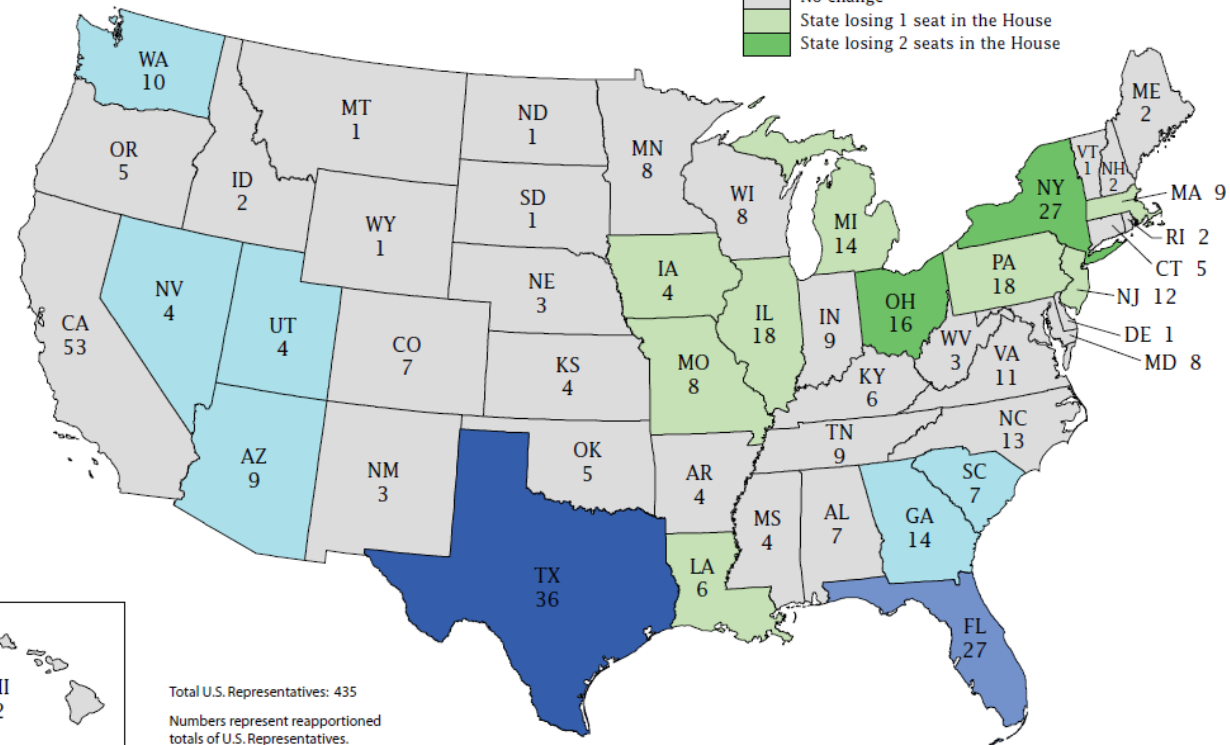 No change
State losing 1 seat in the House
State losing 2 seats in the House
WA
10
OR
5
CA
53
NV
4
ID
2
MT
1
WY
1
UT
4
AZ
9
CO
7
NM
3
ND
1
SD
1
NE
3
KS
4
OK
5
TX
36
MN
8
IA
4
MO
8
AR
4
LA
6
WI
8
IL
18
MI
14
IN
9
OH
16
KY
6
TN
9
MS
4
AL
7
GA
14
FL
27
SC
7
NC
13
VA
11
WV
3
PA
18
NY
27
VT
1
NH
2
ME
2
MA 9
RI 2
CT 5
NJ 12
DE 1
MD 8
Total U.S. Representatives: 435
Numbers represent reapportioned
totals of U.S. Representatives.